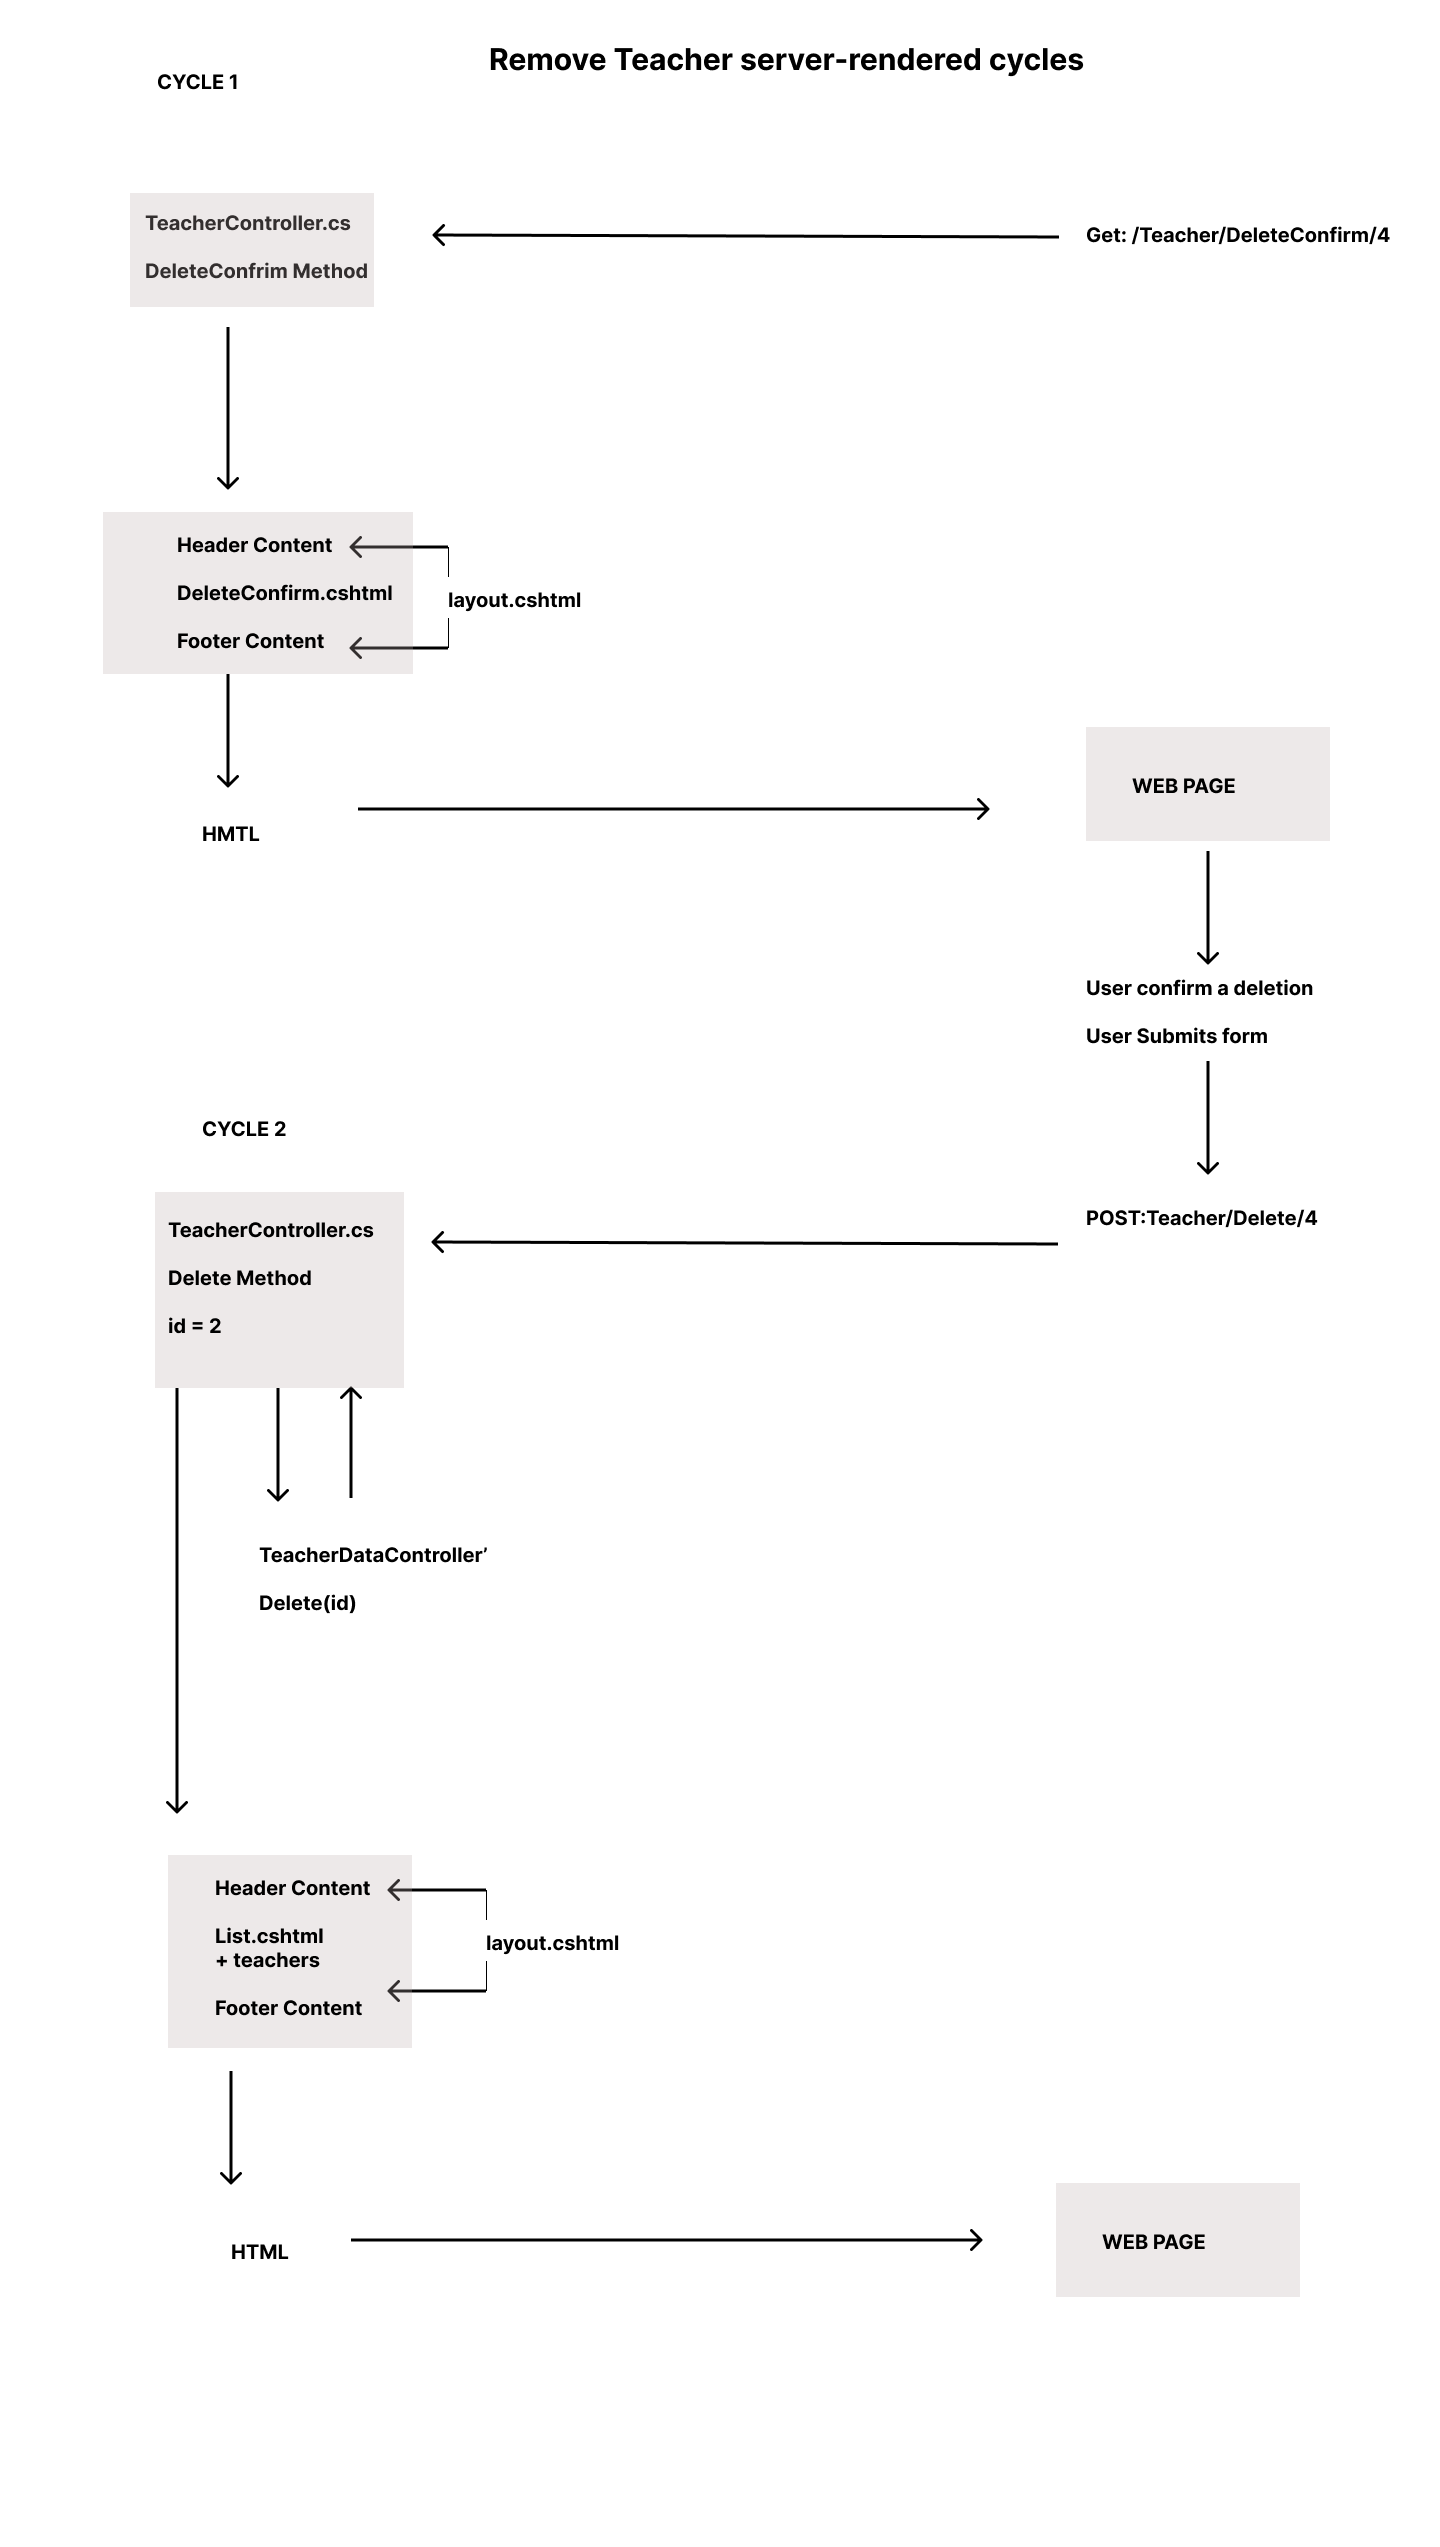 Remove Teacher server-rendered cycles
CYCLE 1
TeacherController.cs
DeleteConfrim Method
Get: /Teacher/DeleteConfirm/4
Header Content
DeleteConfirm.cshtml
Footer Content
layout.cshtml
HMTL
WEB PAGE
User confirm a deletion
User Submits form
CYCLE 2
POST:Teacher/Delete/4
TeacherController.cs
Delete Method
id = 2
TeacherDataController’
Delete(id)
Header Content
List.cshtml
+ teachers
Footer Content
layout.cshtml
HTML
WEB PAGE